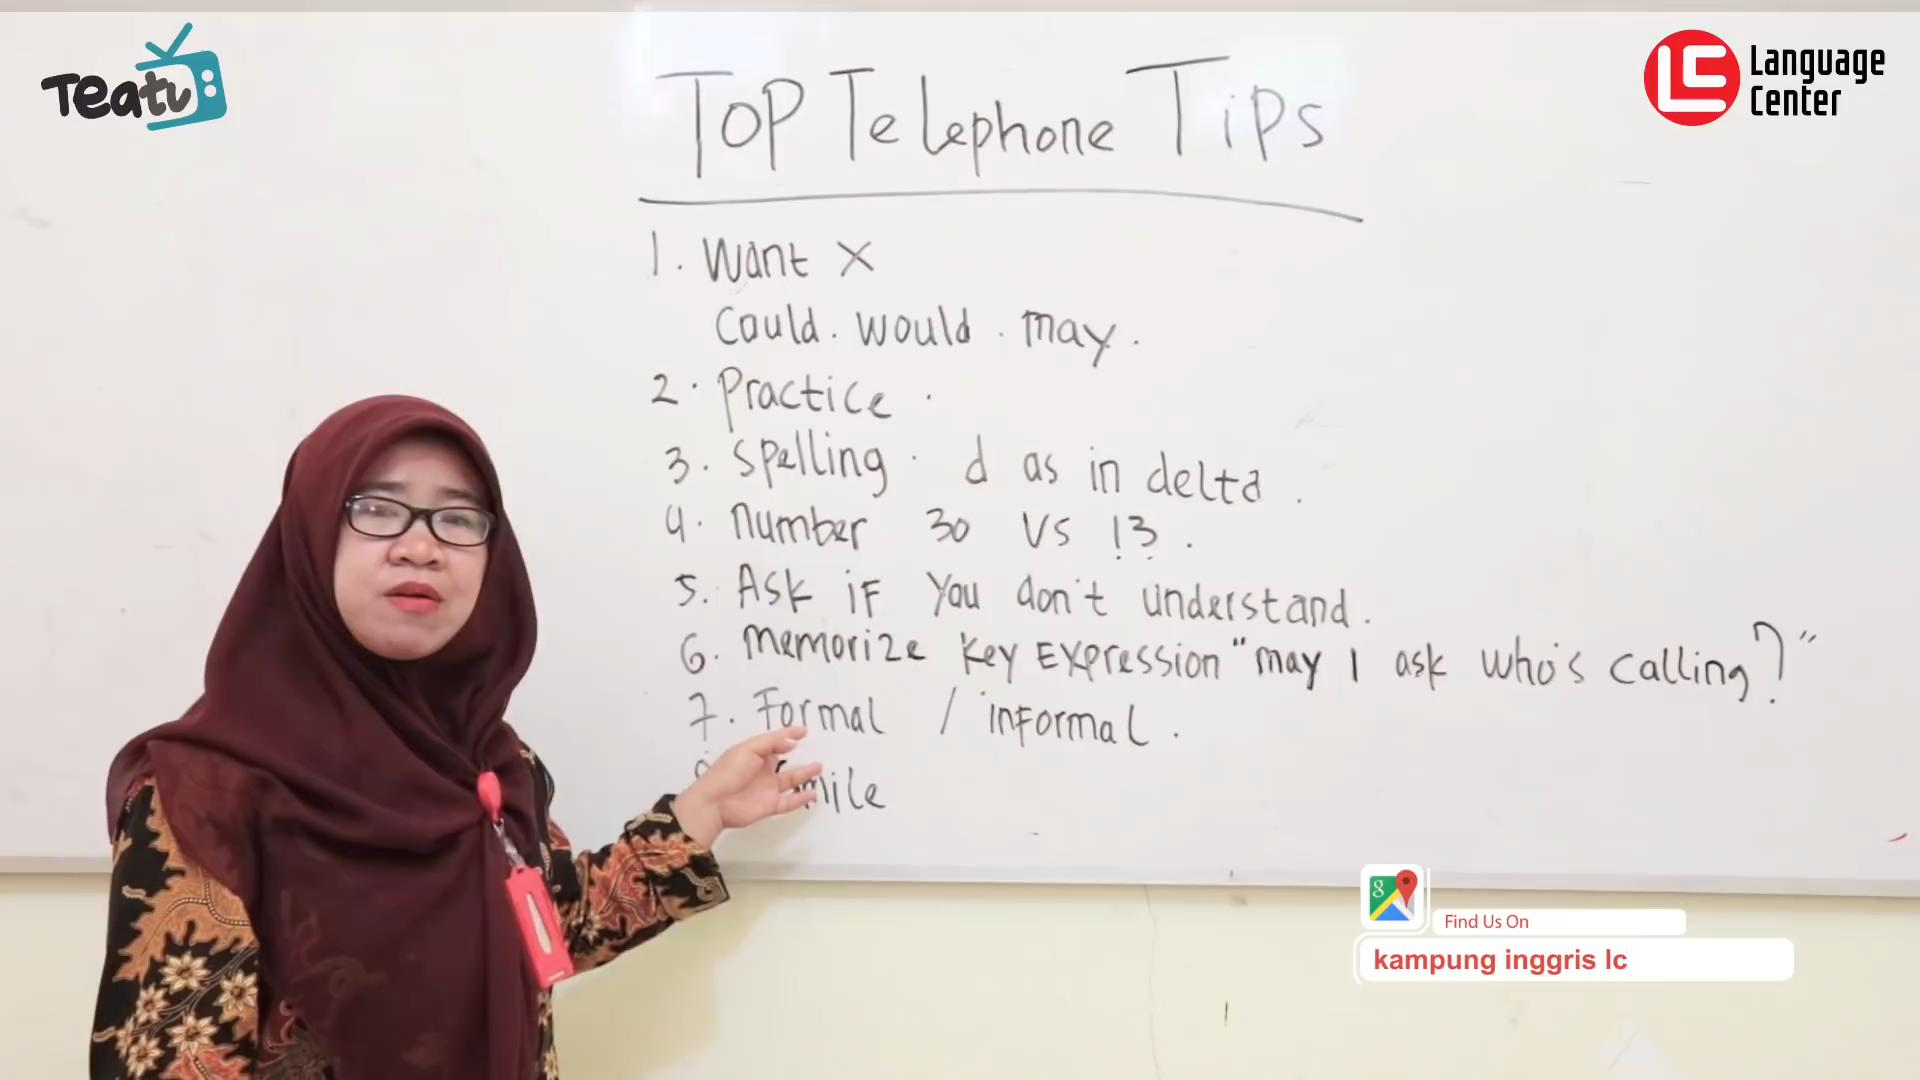 Teatv
LC Language
Center
TOP Telephone Tips
1. Want X
Could. would. may.
2. Practice.
3. spelling. d as in delta.
4. number 30 vs 13.
5. Ask if you don't understand.
6. memorize key Expression "may I ask who's calling?"
7. Formal / informal.
Smile
Find Us On
kampung inggris lc